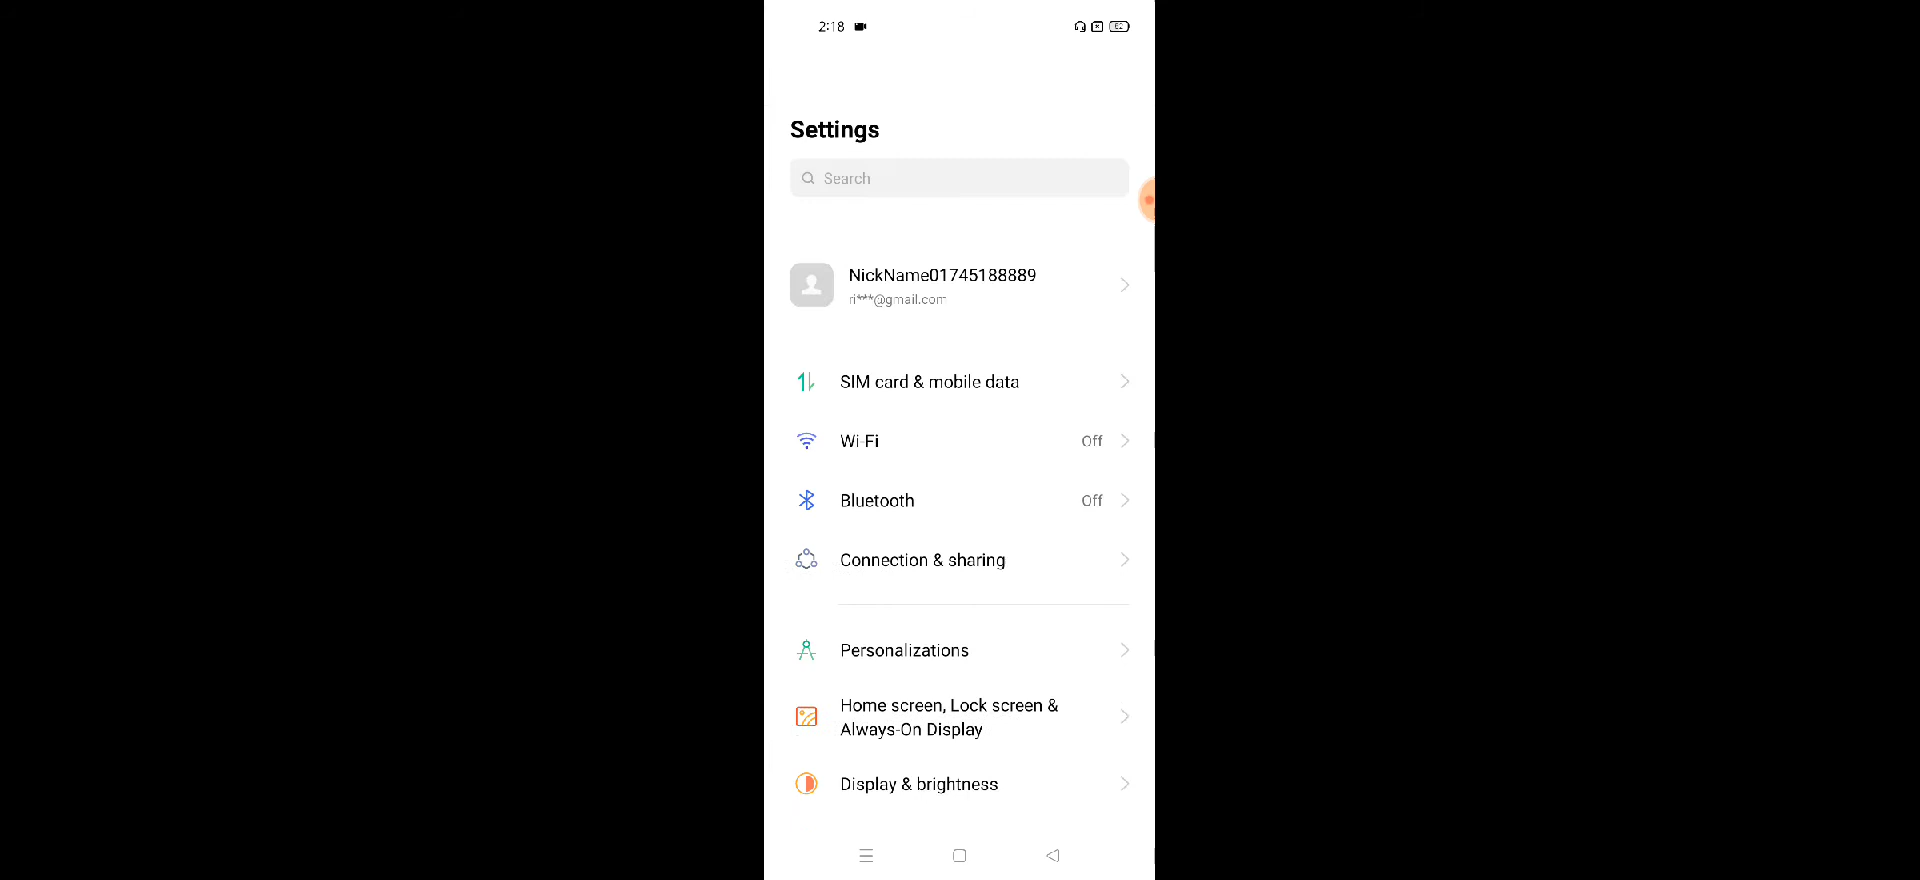 2:18
62
Settings
Search
NickName01745188889
ri***@gmail.com
SIM card & mobile data
Wi-Fi Off
Bluetooth Off
Connection & sharing
Personalizations
Home screen, Lock screen &
Always-On Display
Display & brightness